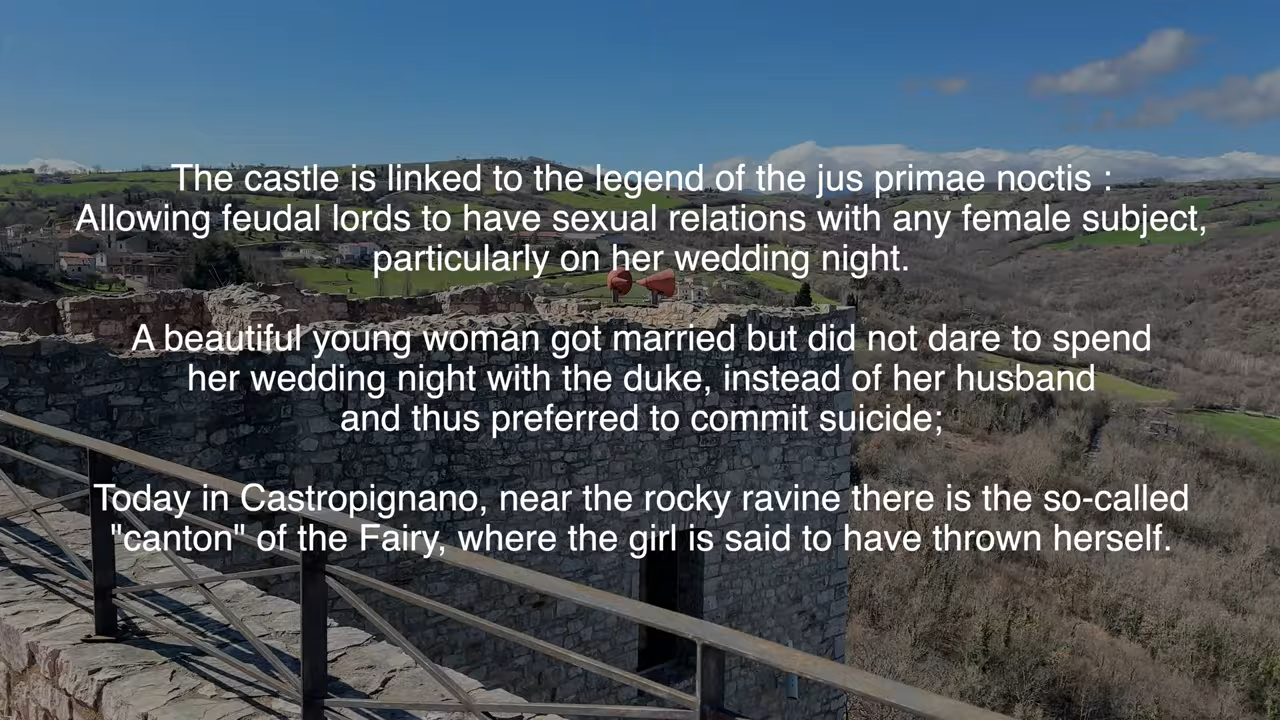 The castle is linked to the legend of the jus primae noctis :
Allowing feudal lords to have sexual relations with any female subject,
particularly on her wedding night.
A beautiful young woman got married but did not dare to spend
her wedding night with the duke, instead of her husband
and thus preferred to commit suicide;
Today in Castropignano, near the rocky ravine there is the so-called
"canton" of the Fairy, where the girl is said to have thrown herself.